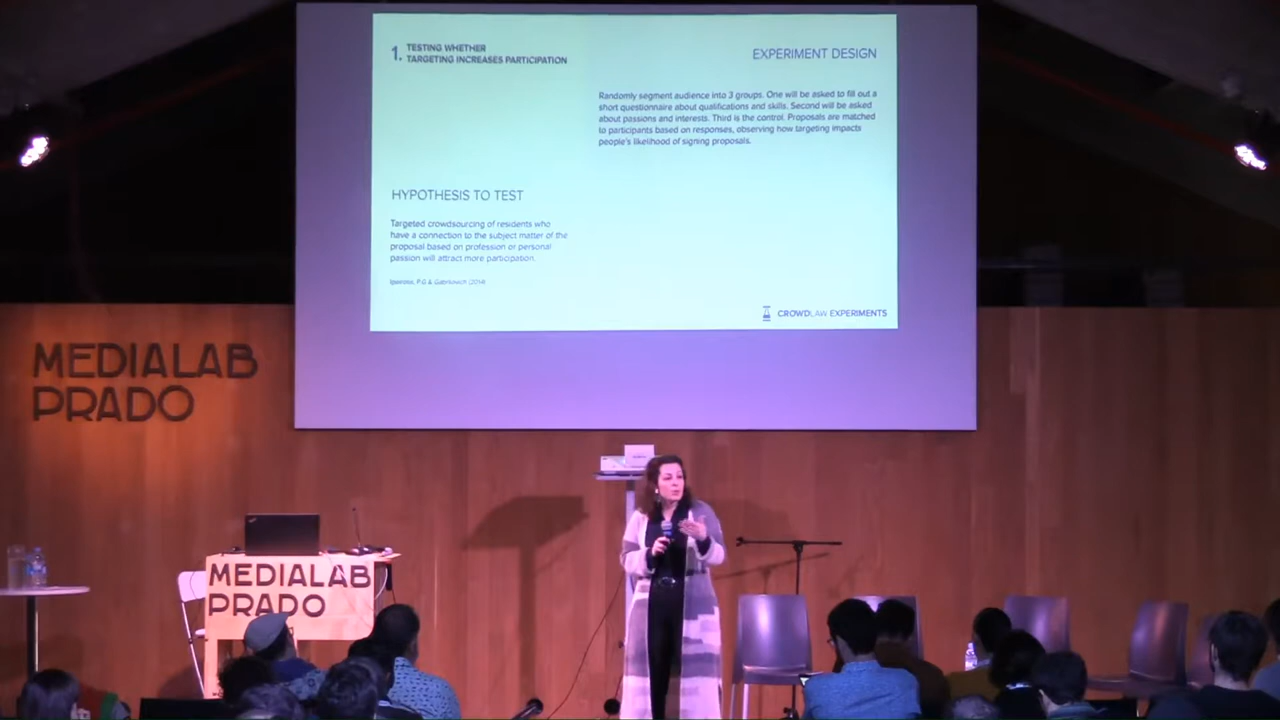 1. TESTING WHETHER
TARGETING INCREASES PARTICIPATION
EXPERIMENT DESIGN
Randomly segment audience into 3 groups. One will be asked to fill out a
short questionnaire about qualifications and skills. Second will be asked
about passions and interests. Third is the control. Proposals are matched
to participants based on responses, observing how targeting impacts
people's likelihood of signing proposals.
HYPOTHESIS TO TEST
Targeted crowdsourcing of residents who
have a connection to the subject matter of the
proposal based on profession or personal
passion will attract more participation.
P.G & (2014)
CROWDLAW EXPERIMENTS
MEDIALAB
PRADO
MEDIALAB
PRADO